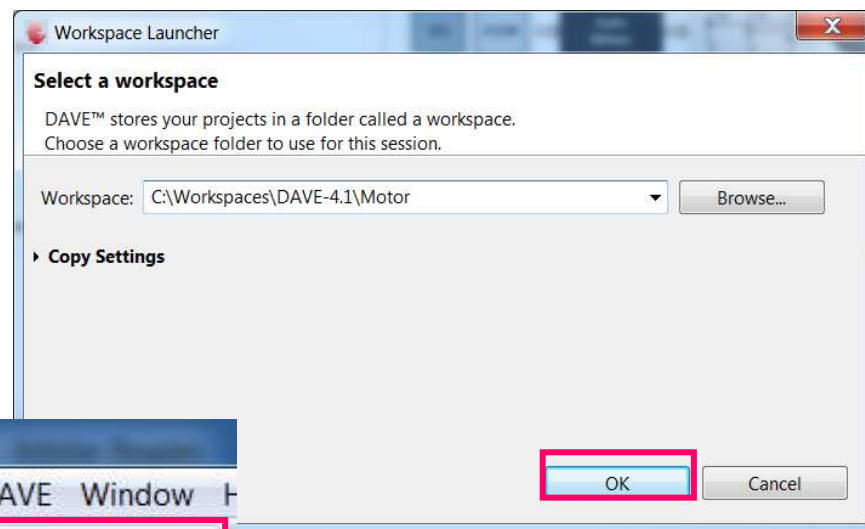 Workspace Launcher
Select a workspace
DAVE™ stores your projects in a folder called a workspace.
Choose a workspace folder to use for this session.
Workspace: C:\Workspaces\DAVE-4.1\Motor Browse...
Copy Settings
AVE Window H
OK Cancel